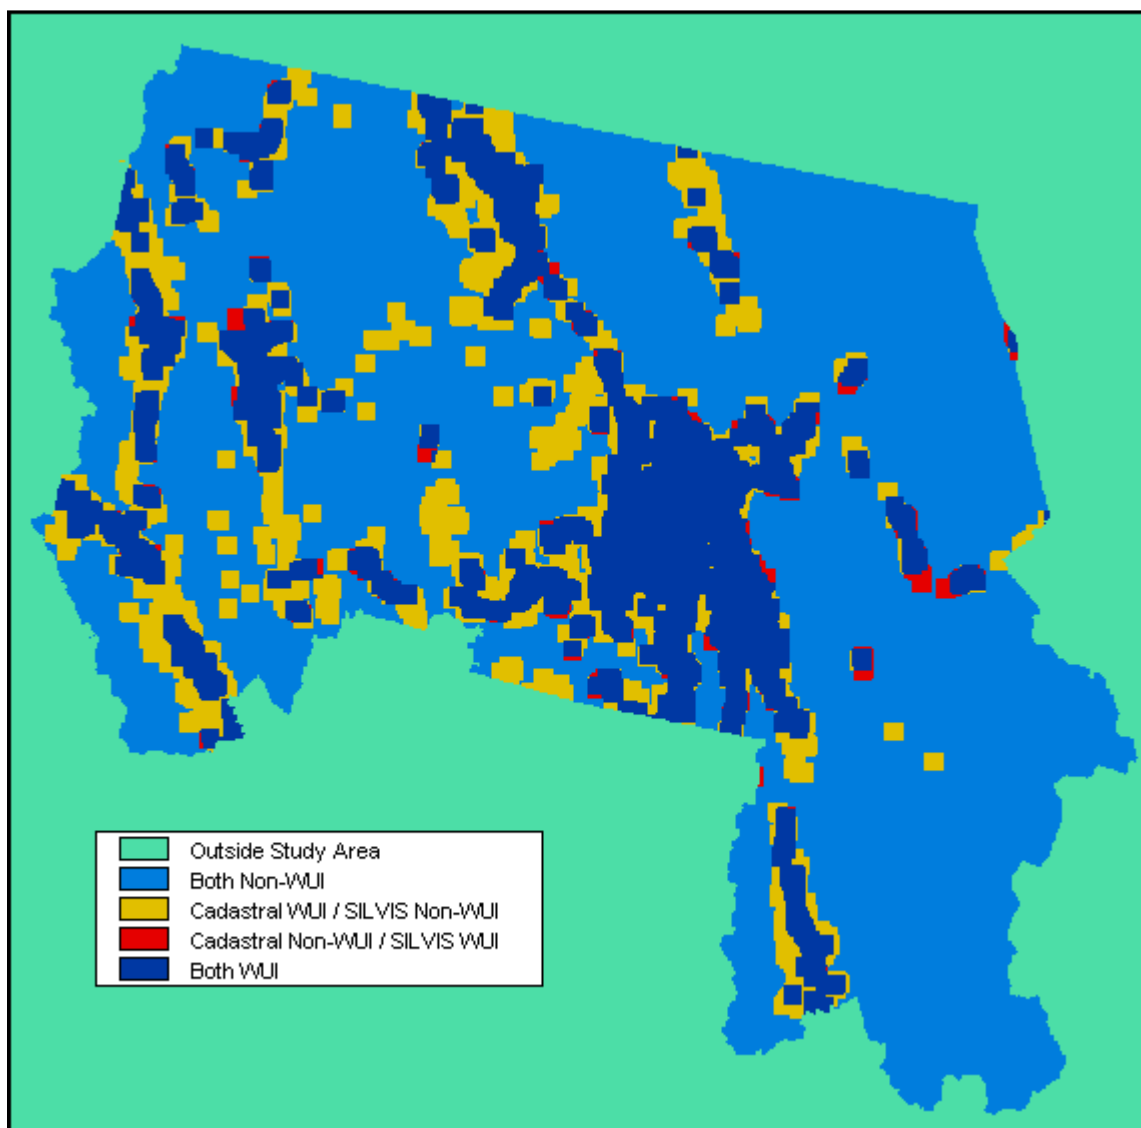 Outside Study Area
Both Non-WUI
Cadastral WUI / SILVIS Non-WUI
Cadastral Non-WUI / SILVIS WUI
Both WUI